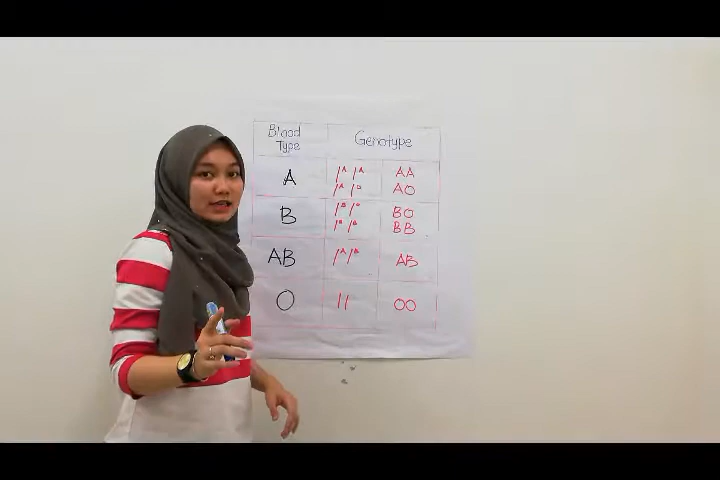 Blood Genotype
Type
A IᴬIᴬ AA
IᴬIᴼ AO
B IᴮIᴼ BO
IᴮIᴮ BB
AB IᴬIᴮ AB
O II OO